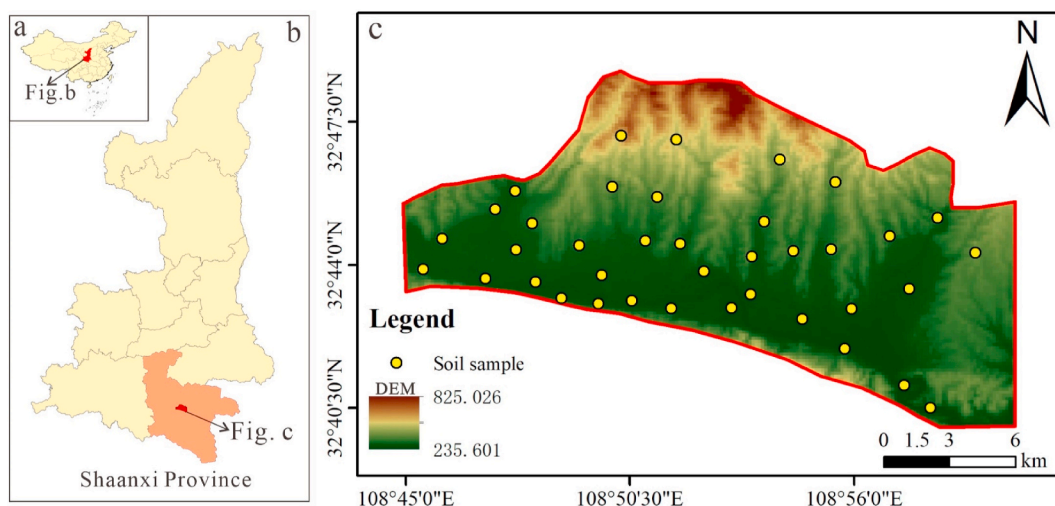 a
Fig.b
b
Fig. c
Shaanxi Province
c
N
32°47'30"N
32°44'0"N
32°40'30"N
Legend
Soil sample
DEM
825.026
235.601
0 1.5 3 6
km
108°45'0"E 108°50'30"E 108°56'0"E